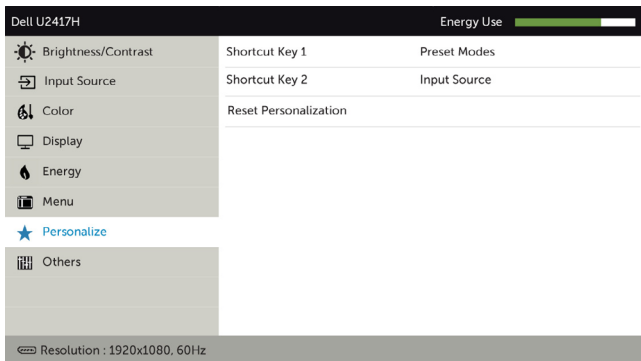 Dell U2417H Energy Use
Brightness/Contrast
Input Source
Color
Display
Energy
Menu
Personalize
Others
Shortcut Key 1 Preset Modes
Shortcut Key 2 Input Source
Reset Personalization
Resolution : 1920x1080, 60Hz